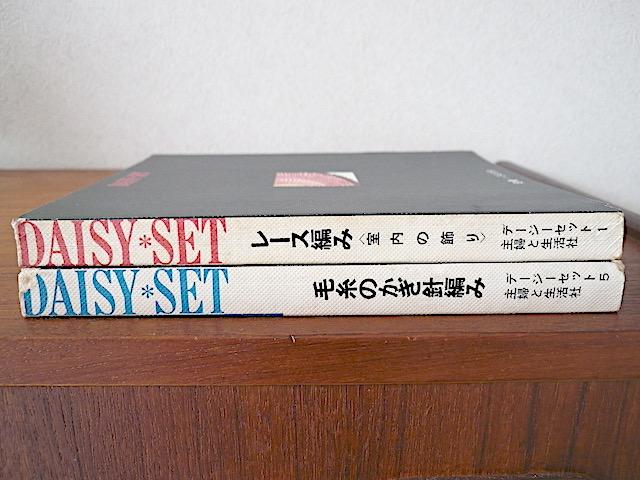 DAISY*SET レース編み〈室内の飾り〉 デージーセット1
主婦と生活社
DAISY*SET 毛糸のかぎ針編み デージーセット5
主婦と生活社